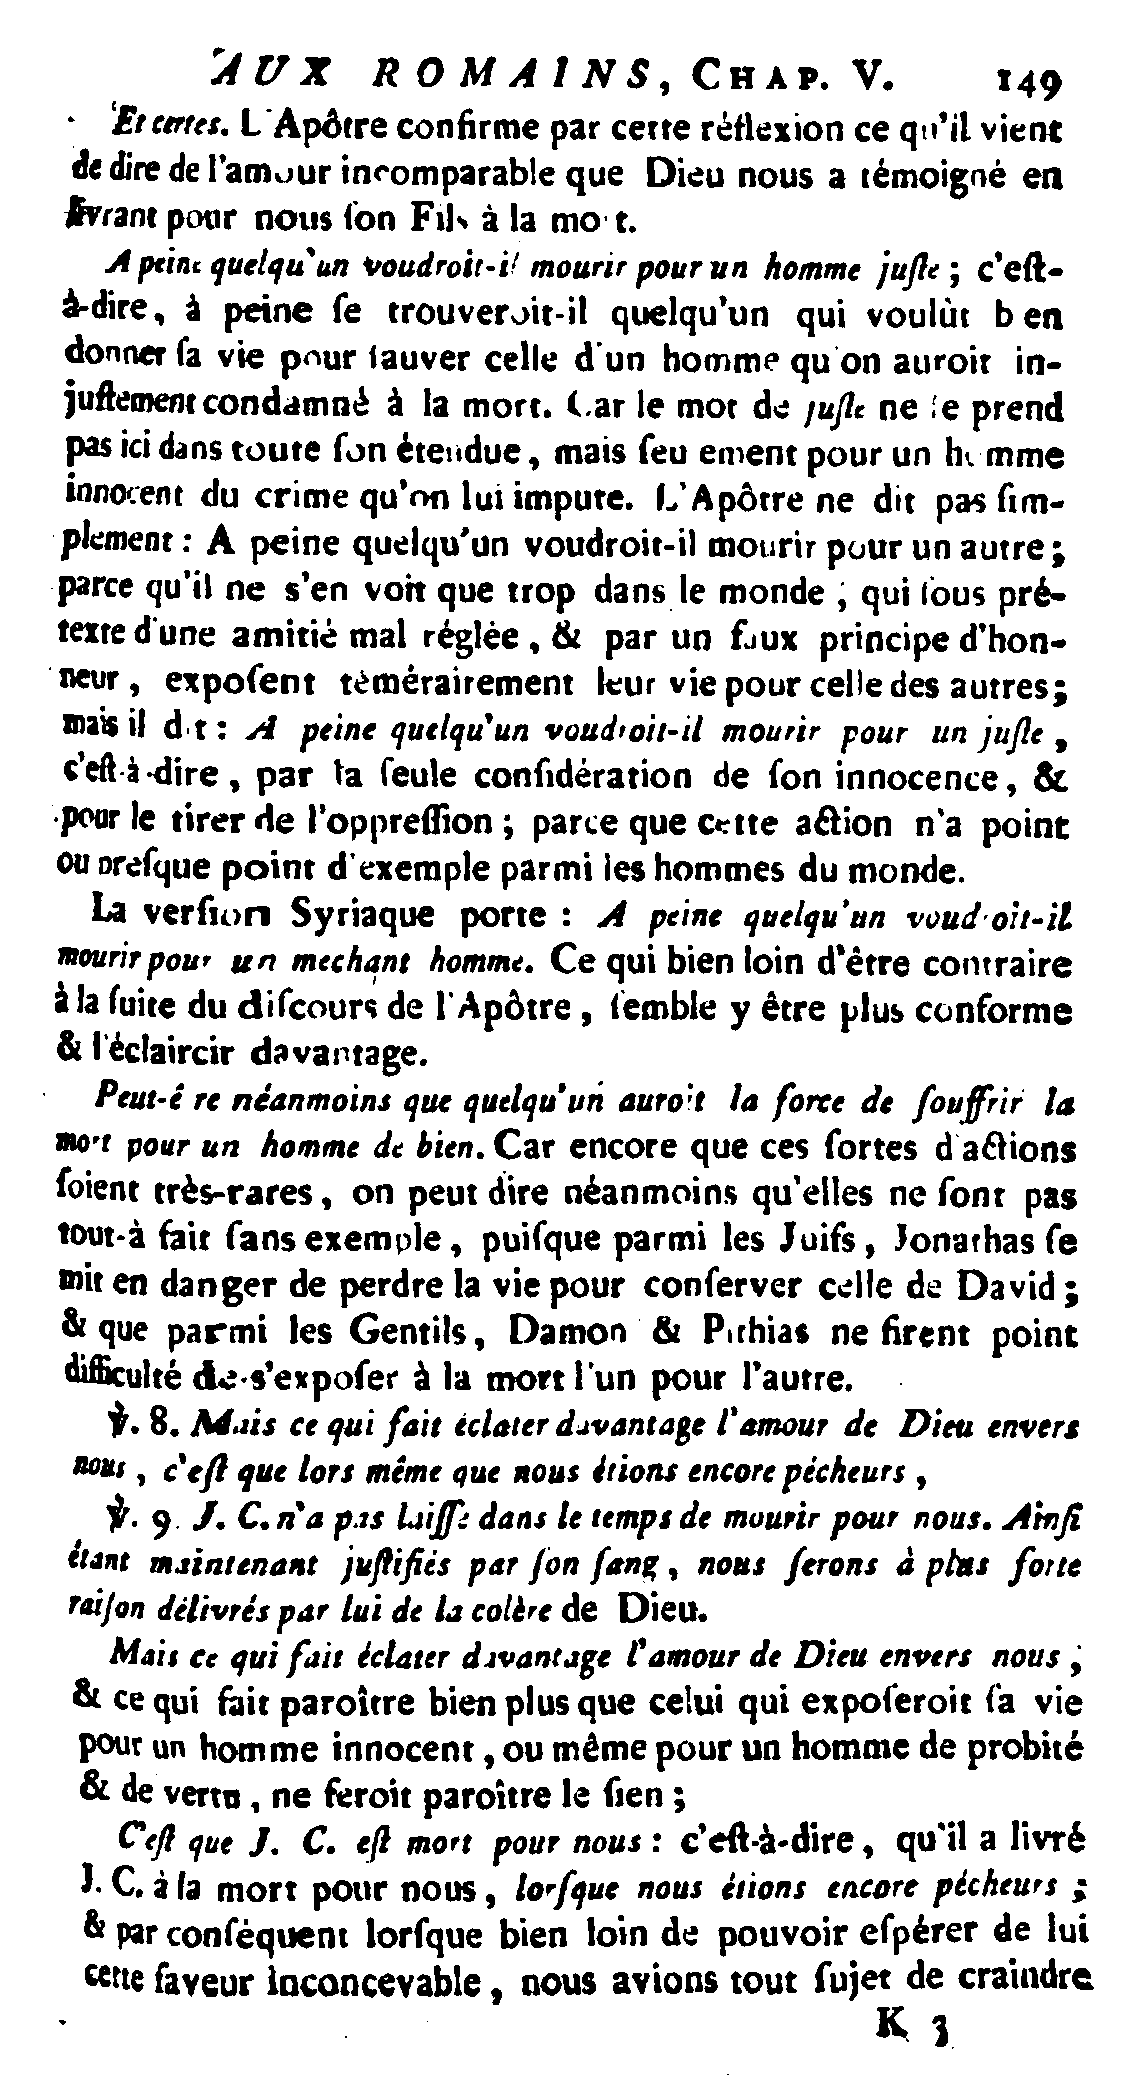 AUX ROMAINS, CHAP. V. 149
Et certes. L'Apôtre confirme par cette réflexion ce qu'il vient
de dire de l'amour incomparable que Dieu nous a témoigné en
livrant pour nous ſon Fils à la mort.
A peine quelqu'un voudroit-il mourir pour un homme juſte ; c'eſt-
à-dire, à peine ſe trouveroit-il quelqu'un qui voulût bien
donner ſa vie pour ſauver celle d'un homme qu'on auroit in-
juſtement condamné à la mort. Car le mot de juſte ne ſe prend
pas ici dans toute ſon étendue, mais ſeulement pour un homme
innocent du crime qu'on lui impute. L'Apôtre ne dit pas ſim-
plement : A peine quelqu'un voudroit-il mourir pour un autre ;
parce qu'il ne s'en voit que trop dans le monde, qui ſous pré-
texte d'une amitié mal réglée, & par un faux principe d'hon-
neur, expoſent témérairement leur vie pour celle des autres ;
mais il dit : A peine quelqu'un voudroit-il mourir pour un juſte,
c'eſt-à-dire, par la ſeule conſidération de ſon innocence, &
pour le tirer de l'oppreſſion ; parce que cette action n'a point
ou preſque point d'exemple parmi les hommes du monde.
La verſion Syriaque porte : A peine quelqu'un voudroit-il
mourir pour un mechant homme. Ce qui bien loin d'être contraire
à la ſuite du diſcours de l'Apôtre, ſemble y être plus conforme
& l'éclaircir davantage.
Peut-être néanmoins que quelqu'un auroit la force de ſouffrir la
mort pour un homme de bien. Car encore que ces ſortes d'actions
ſoient très-rares, on peut dire néanmoins qu'elles ne ſont pas
tout-à fait ſans exemple, puiſque parmi les Juifs, Jonathas ſe
mit en danger de perdre la vie pour conſerver celle de David ;
& que parmi les Gentils, Damon & Pithias ne firent point
difficulté de s'expoſer à la mort l'un pour l'autre.
℣. 8. Mais ce qui fait éclater davantage l'amour de Dieu envers
nous, c'eſt que lors même que nous étions encore pécheurs,
℣. 9. J. C. n'a pas laiſſé dans le temps de mourir pour nous. Ainſi
étant maintenant juſtifiés par ſon ſang, nous ſerons à plus forte
raiſon délivrés par lui de la colère de Dieu.
Mais ce qui fait éclater davantage l'amour de Dieu envers nous ;
& ce qui fait paroître bien plus que celui qui expoſeroit ſa vie
pour un homme innocent, ou même pour un homme de probité
& de vertu, ne feroit paroître le ſien ;
C'eſt que J. C. eſt mort pour nous : c'eſt-à-dire, qu'il a livré
J. C. à la mort pour nous, lorſque nous étions encore pécheurs ;
& par conſéquent lorſque bien loin de pouvoir eſpérer de lui
cette faveur inconcevable, nous avions tout ſujet de craindre
K 3